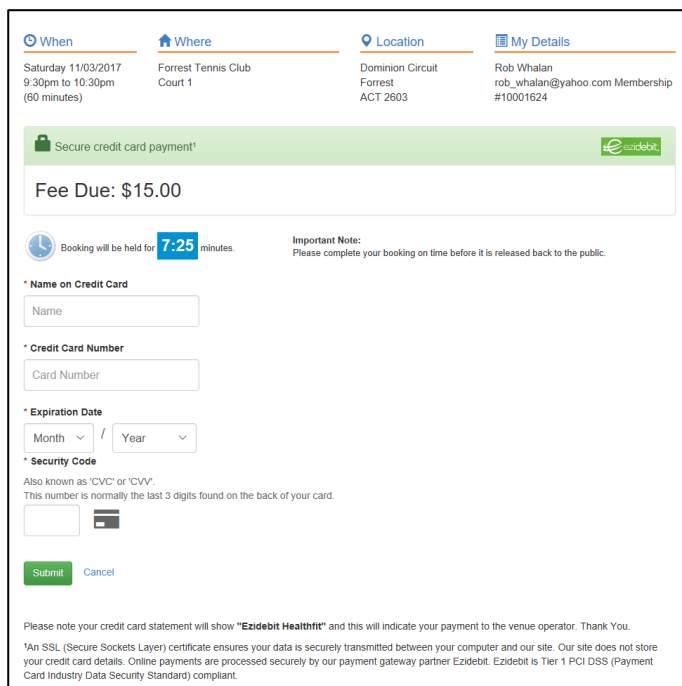 When
Where
Location
My Details
Saturday 11/03/2017
9:30pm to 10:30pm
(60 minutes)
Forrest Tennis Club
Court 1
Dominion Circuit
Forrest
ACT 2603
Rob Whalan
rob_whalan@yahoo.com Membership
#10001624
Secure credit card payment¹
ezidebit
Fee Due: $15.00
Booking will be held for 7:25 minutes.
Important Note:
Please complete your booking on time before it is released back to the public.
* Name on Credit Card
Name
* Credit Card Number
Card Number
* Expiration Date
Month / Year
* Security Code
Also known as 'CVC' or 'CVV'.
This number is normally the last 3 digits found on the back of your card.
Submit Cancel
Please note your credit card statement will show "Ezidebit Healthfit" and this will indicate your payment to the venue operator. Thank You.
¹An SSL (Secure Sockets Layer) certificate ensures your data is securely transmitted between your computer and our site. Our site does not store
your credit card details. Online payments are processed securely by our payment gateway partner Ezidebit. Ezidebit is Tier 1 PCI DSS (Payment
Card Industry Data Security Standard) compliant.